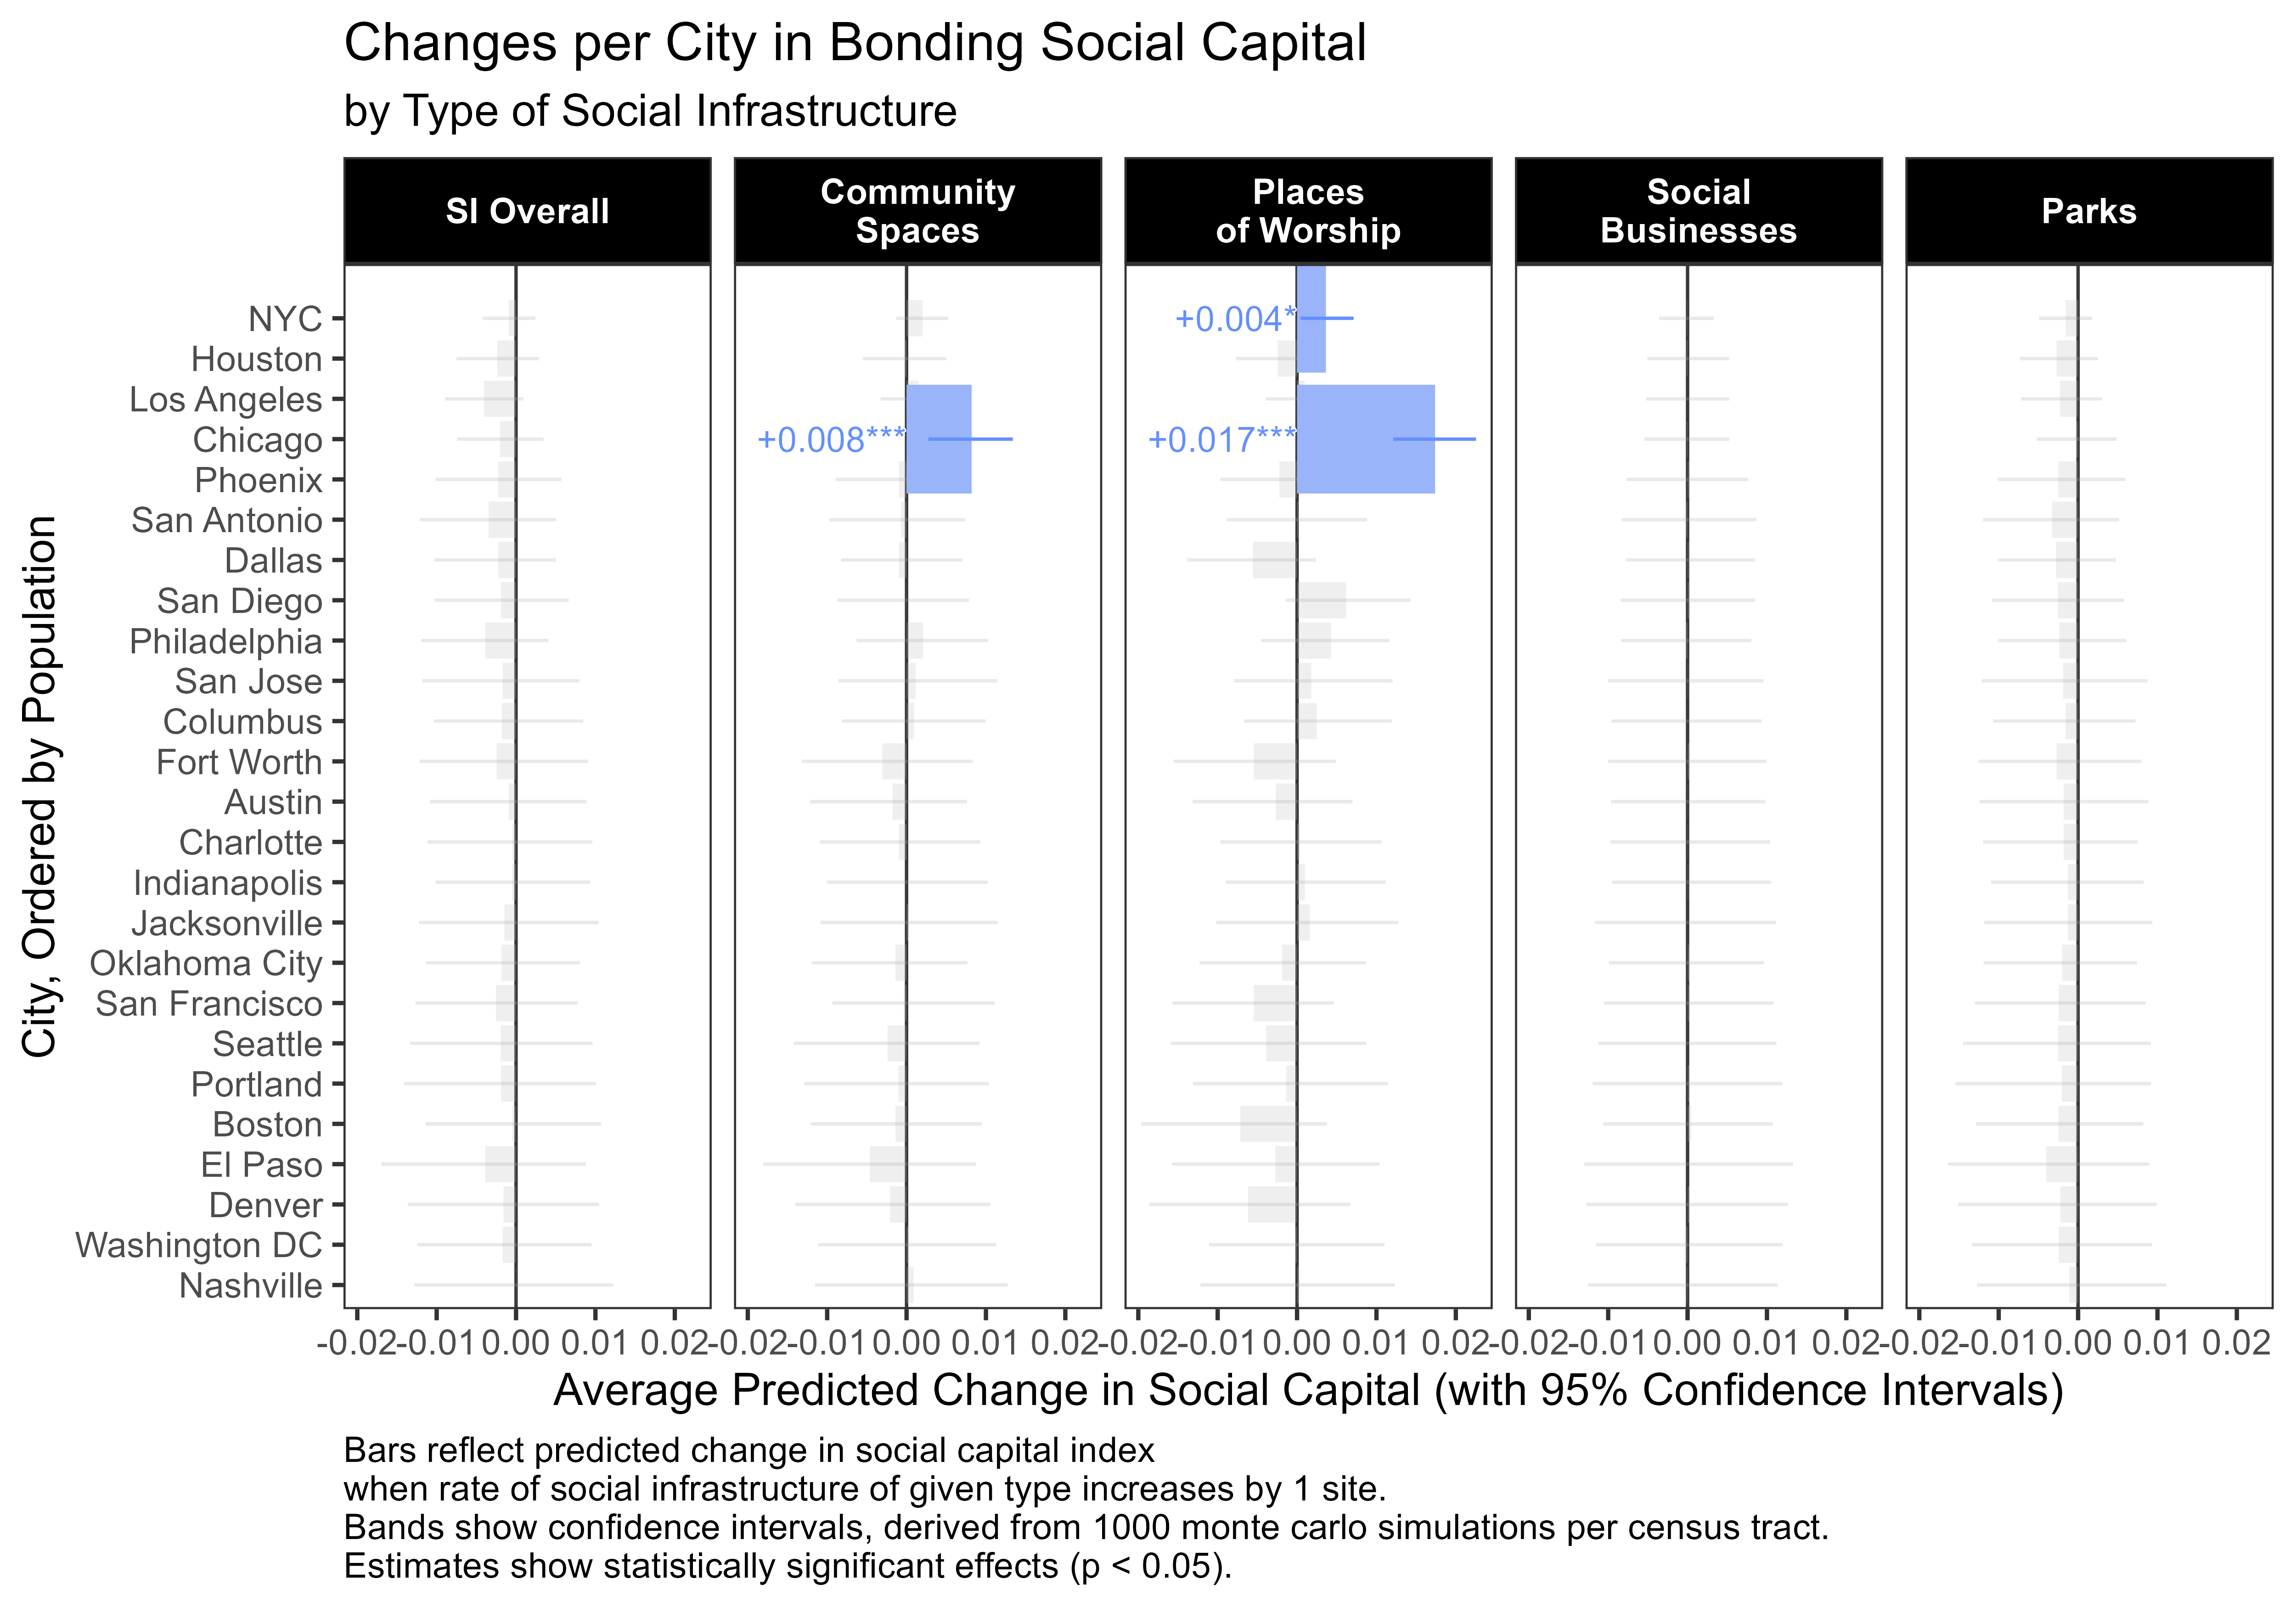 Changes per City in Bonding Social Capital
by Type of Social Infrastructure
SI Overall
Community
Spaces
Places
of Worship
Social
Businesses
Parks
City, Ordered by Population
NYC
Houston
Los Angeles
Chicago
Phoenix
San Antonio
Dallas
San Diego
Philadelphia
San Jose
Columbus
Fort Worth
Austin
Charlotte
Indianapolis
Jacksonville
Oklahoma City
San Francisco
Seattle
Portland
Boston
El Paso
Denver
Washington DC
Nashville
+0.008***
+0.004*
+0.017***
-0.02 -0.01 0.00 0.01 0.02 -0.02 -0.01 0.00 0.01 0.02 -0.02 -0.01 0.00 0.01 0.02 -0.02 -0.01 0.00 0.01 0.02 -0.02 -0.01 0.00 0.01 0.02
Average Predicted Change in Social Capital (with 95% Confidence Intervals)
Bars reflect predicted change in social capital index
when rate of social infrastructure of given type increases by 1 site.
Bands show confidence intervals, derived from 1000 monte carlo simulations per census tract.
Estimates show statistically significant effects (p < 0.05).